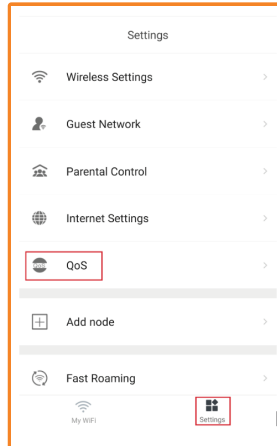 Settings
Wireless Settings
Guest Network
Parental Control
Internet Settings
QoS
Add node
Fast Roaming
My WiFi
Settings